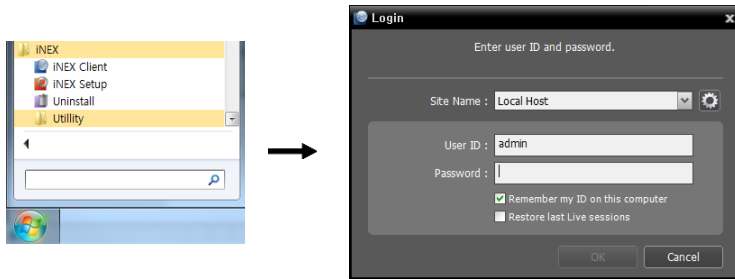 iNEX
iNEX Client
iNEX Setup
Uninstall
Utillity
Login
x
Enter user ID and password.
Site Name : Local Host
User ID : admin
Password :
Remember my ID on this computer
Restore last Live sessions
OK Cancel